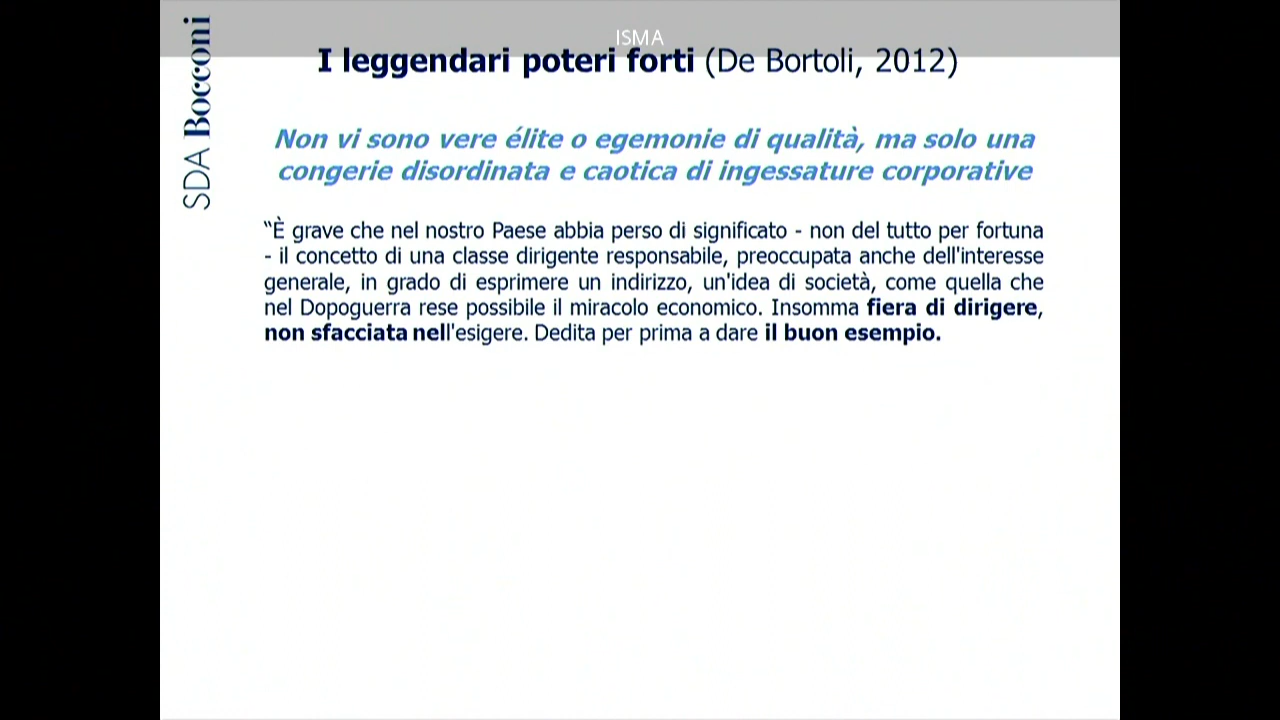 ISMA
SDA Bocconi
I leggendari poteri forti (De Bortoli, 2012)
Non vi sono vere élite o egemonie di qualità, ma solo una
congerie disordinata e caotica di ingessature corporative
“È grave che nel nostro Paese abbia perso di significato - non del tutto per fortuna
- il concetto di una classe dirigente responsabile, preoccupata anche dell'interesse
generale, in grado di esprimere un indirizzo, un'idea di società, come quella che
nel Dopoguerra rese possibile il miracolo economico. Insomma fiera di dirigere,
non sfacciata nell'esigere. Dedita per prima a dare il buon esempio.